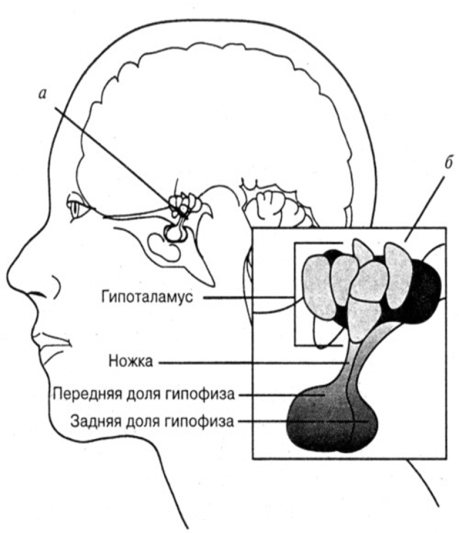 а
б
Гипоталамус
Ножка
Передняя доля гипофиза
Задняя доля гипофиза